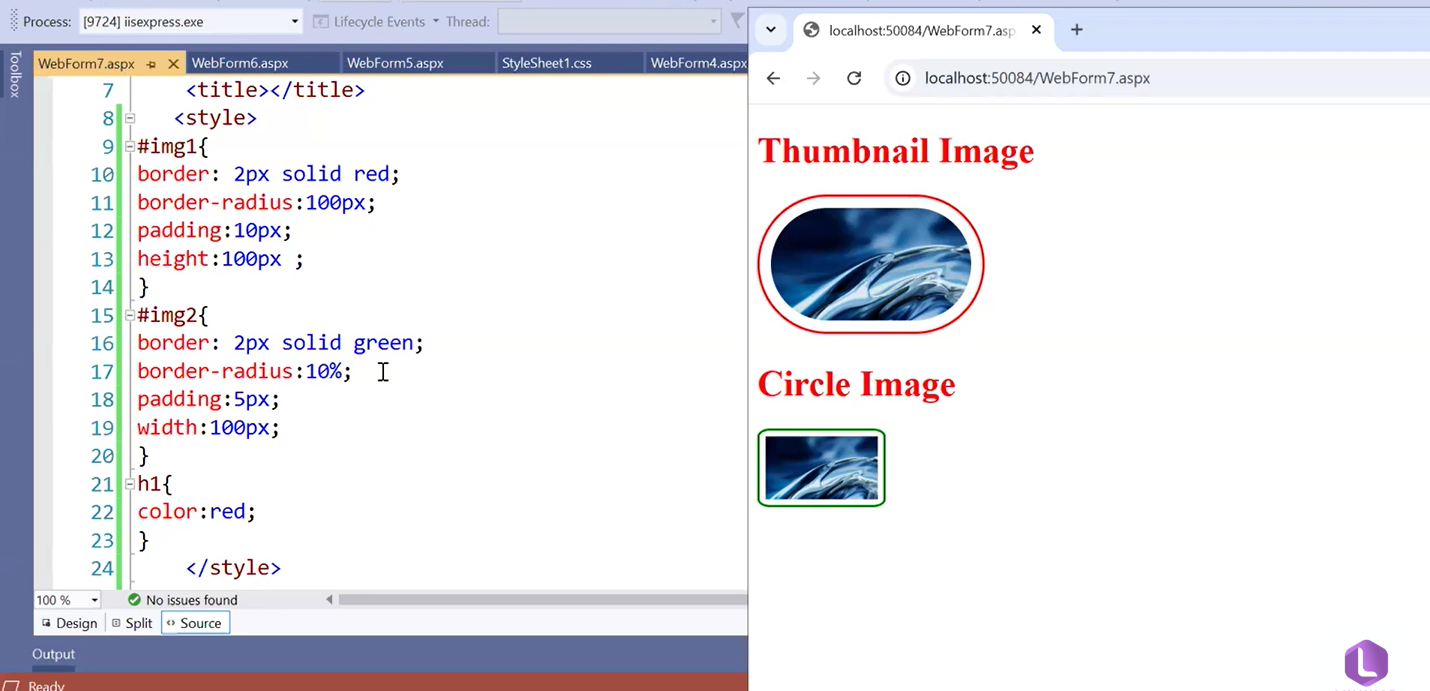 Process: [9724] iisexpress.exe Lifecycle Events Thread:
Toolbox
WebForm7.aspx WebForm6.aspx WebForm5.aspx StyleSheet1.css WebForm4.aspx
7 <title></title>
8 <style>
9 #img1{
10 border: 2px solid red;
11 border-radius:100px;
12 padding:10px;
13 height:100px ;
14 }
15 #img2{
16 border: 2px solid green;
17 border-radius:10%;
18 padding:5px;
19 width:100px;
20 }
21 h1{
22 color:red;
23 }
24 </style>
100 % No issues found
Design Split Source
Output
Ready
localhost:50084/WebForm7.asp
localhost:50084/WebForm7.aspx
Thumbnail Image
Circle Image